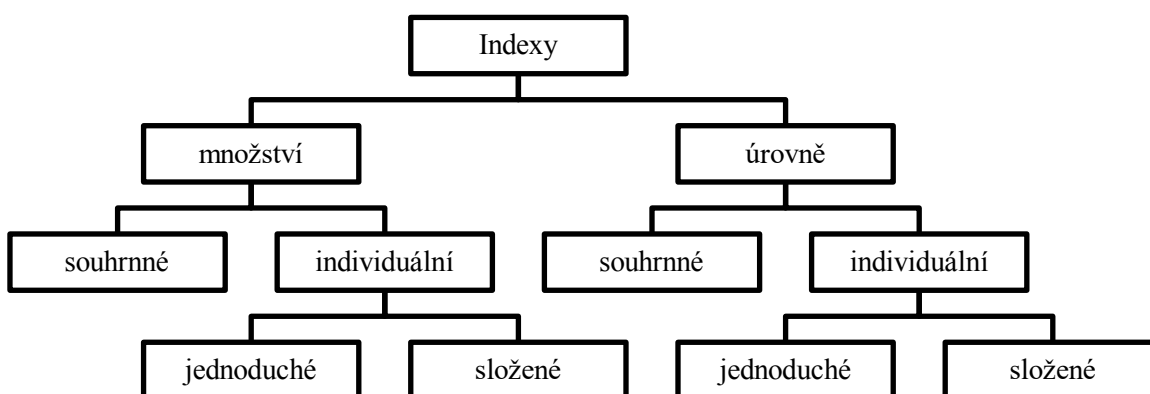 Indexy
množství
úrovně
souhrnné
individuální
souhrnné
individuální
jednoduché
složené
jednoduché
složené